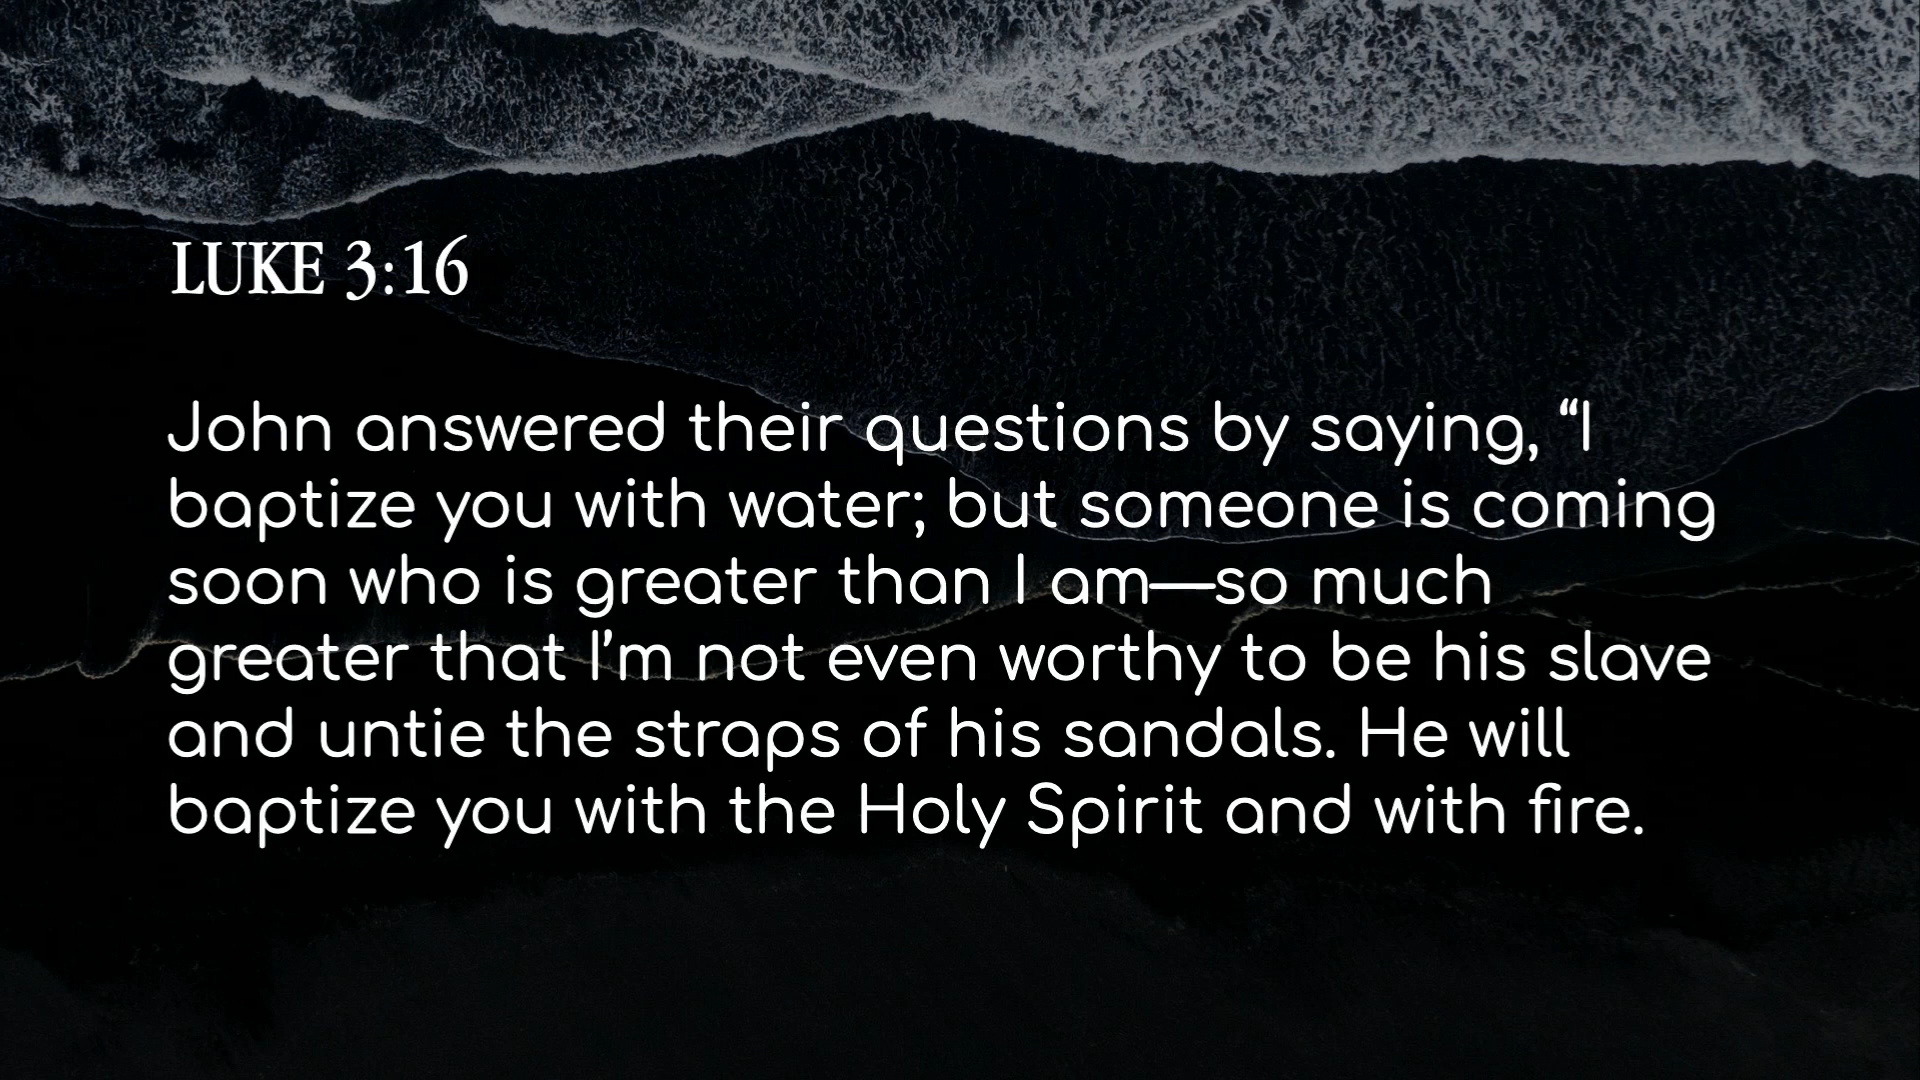 LUKE 3:16
John answered their questions by saying, “I
baptize you with water; but someone is coming
soon who is greater than I am—so much
greater that I’m not even worthy to be his slave
and untie the straps of his sandals. He will
baptize you with the Holy Spirit and with fire.